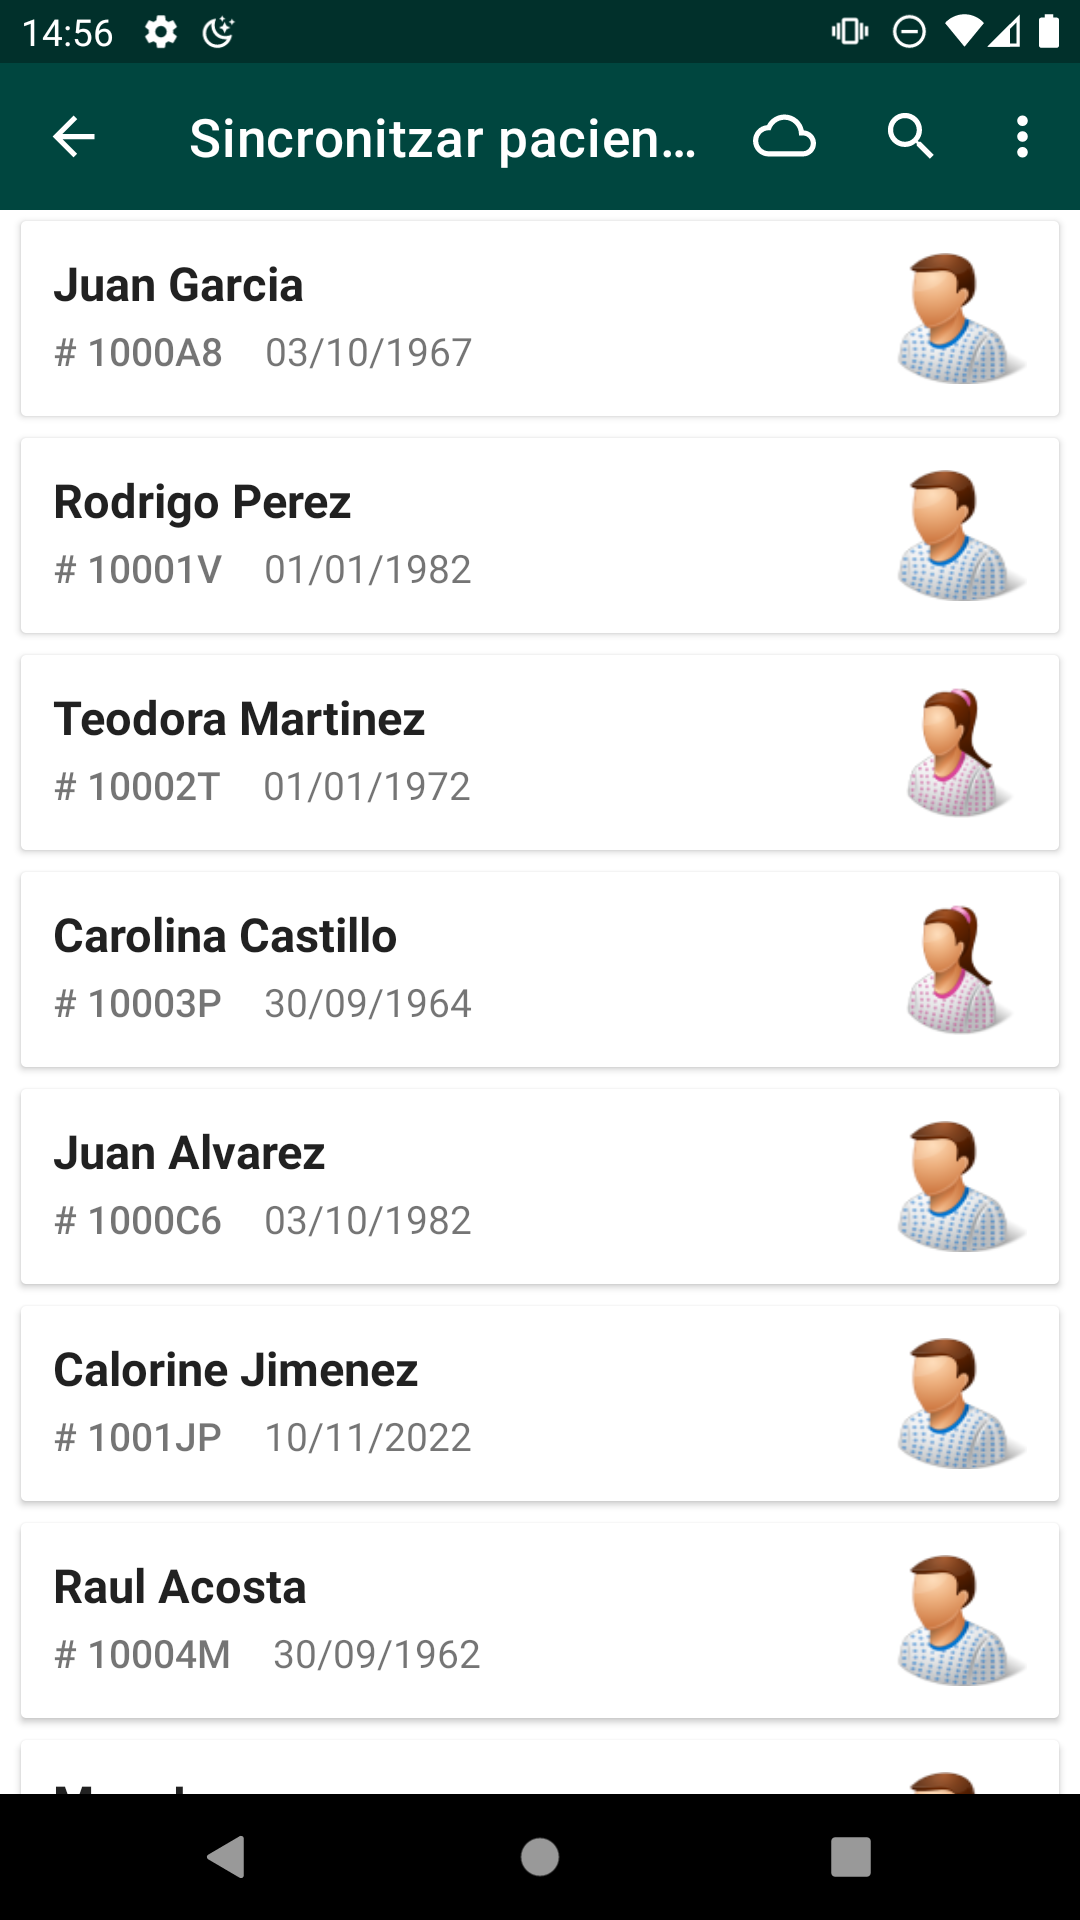 14:56
Sincronitzar pacien...
Juan Garcia
# 1000A8 03/10/1967
Rodrigo Perez
# 10001V 01/01/1982
Teodora Martinez
# 10002T 01/01/1972
Carolina Castillo
# 10003P 30/09/1964
Juan Alvarez
# 1000C6 03/10/1982
Calorine Jimenez
# 1001JP 10/11/2022
Raul Acosta
# 10004M 30/09/1962